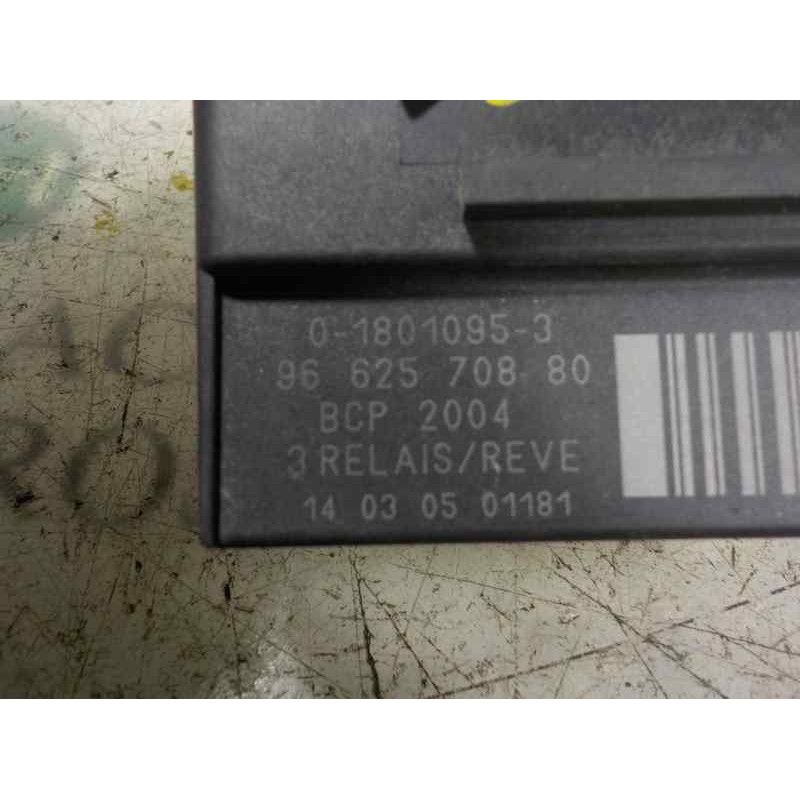 0-1801095-3
96 625 708 80
BCP 2004
3 RELAIS/REVE
14 03 05 01181